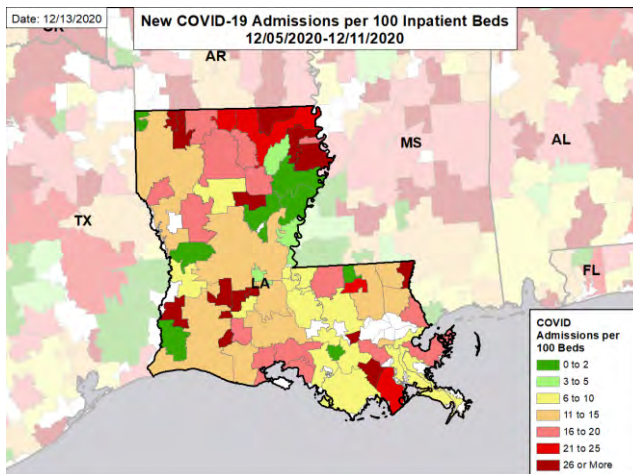 Date: 12/13/2020
New COVID-19 Admissions per 100 Inpatient Beds
12/05/2020-12/11/2020
AR
MS
AL
TX
LA
FL
COVID
Admissions per
100 Beds
0 to 2
3 to 5
6 to 10
11 to 15
16 to 20
21 to 25
26 or More